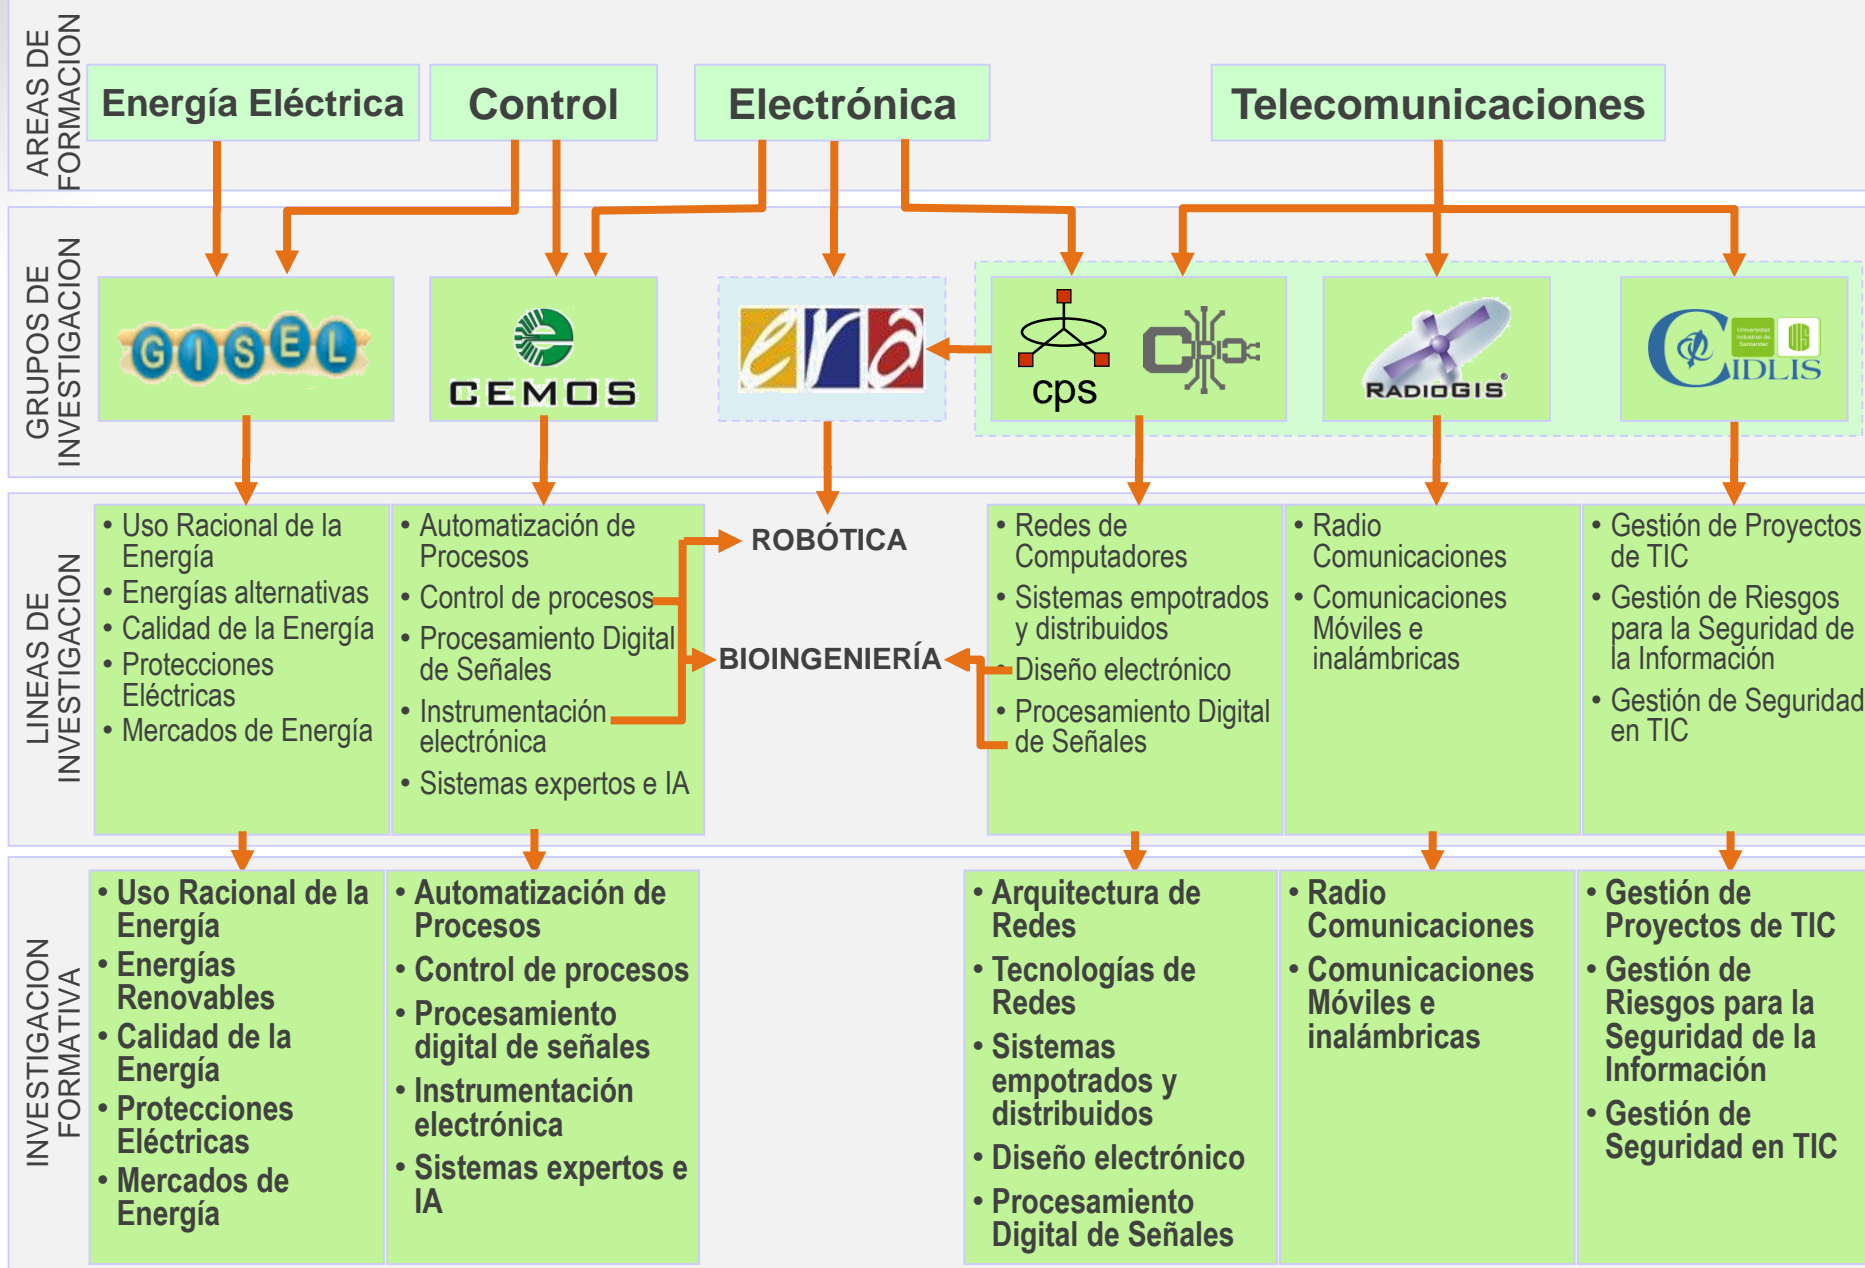 AREAS DE
FORMACION
Energía Eléctrica
Control
Electrónica
Telecomunicaciones
GRUPOS DE
INVESTIGACION
GISEL
CEMOS
era
cps
RADIOGIS®
CIDLIS
Universidad
Industrial de
Santander
UIS
LINEAS DE
INVESTIGACION
• Uso Racional de la
Energía
• Energías alternativas
• Calidad de la Energía
• Protecciones
Eléctricas
• Mercados de Energía
• Automatización de
Procesos
• Control de procesos
• Procesamiento Digital
de Señales
• Instrumentación
electrónica
• Sistemas expertos e IA
ROBÓTICA
BIOINGENIERÍA
• Redes de
Computadores
• Sistemas empotrados
y distribuidos
• Diseño electrónico
• Procesamiento Digital
de Señales
• Radio
Comunicaciones
• Comunicaciones
Móviles e
inalámbricas
• Gestión de Proyectos
de TIC
• Gestión de Riesgos
para la Seguridad de
la Información
• Gestión de Seguridad
en TIC
INVESTIGACION
FORMATIVA
• Uso Racional de la
Energía
• Energías
Renovables
• Calidad de la
Energía
• Protecciones
Eléctricas
• Mercados de
Energía
• Automatización de
Procesos
• Control de procesos
• Procesamiento
digital de señales
• Instrumentación
electrónica
• Sistemas expertos e
IA
• Arquitectura de
Redes
• Tecnologías de
Redes
• Sistemas
empotrados y
distribuidos
• Diseño electrónico
• Procesamiento
Digital de Señales
• Radio
Comunicaciones
• Comunicaciones
Móviles e
inalámbricas
• Gestión de
Proyectos de TIC
• Gestión de
Riesgos para la
Seguridad de la
Información
• Gestión de
Seguridad en TIC